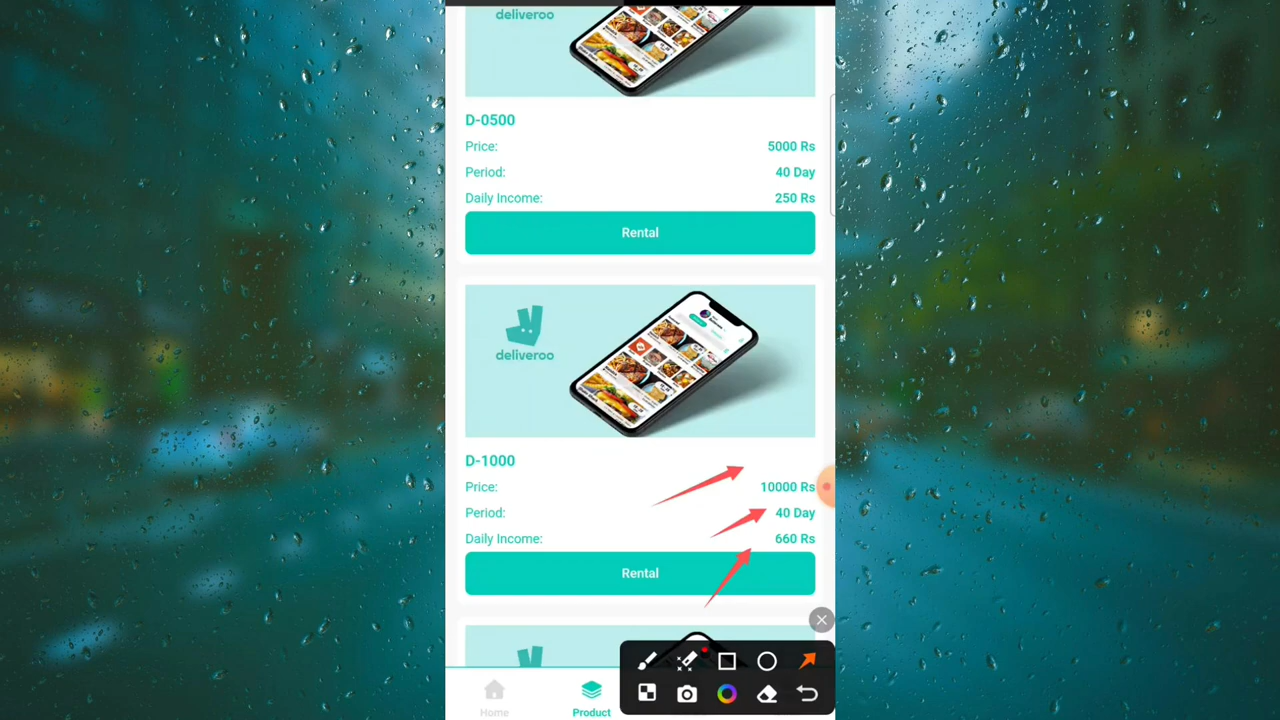 deliveroo
D-0500
Price: 5000 Rs
Period: 40 Day
Daily Income: 250 Rs
Rental
deliveroo
D-1000
Price: 10000 Rs
Period: 40 Day
Daily Income: 660 Rs
Rental
Home Product